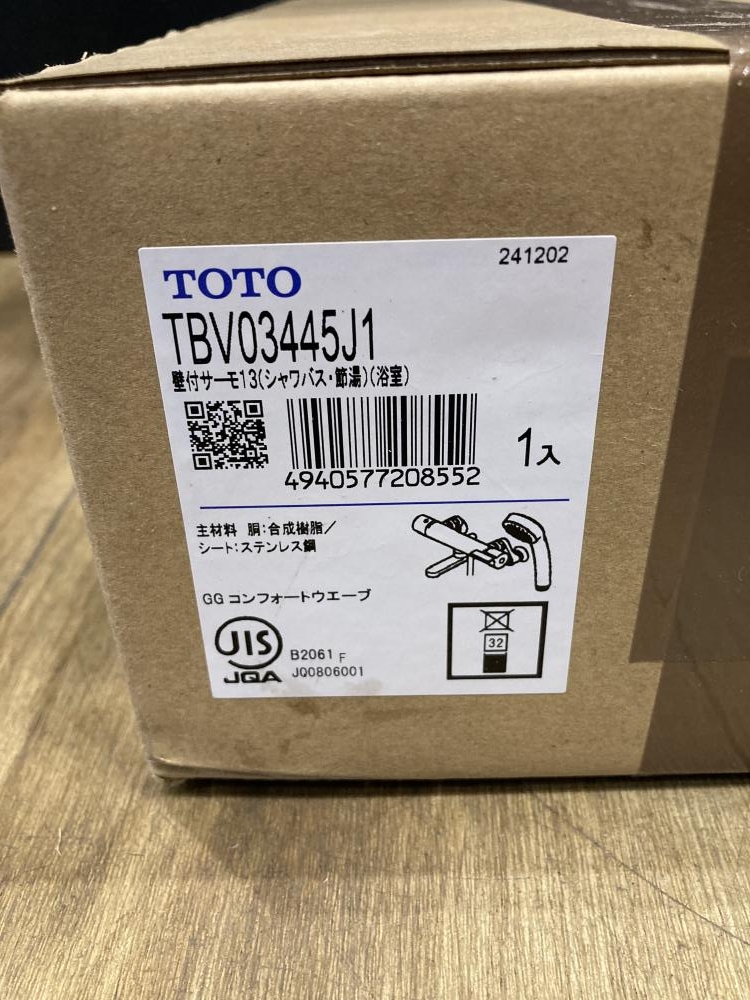 241202
TOTO
TBV03445J1
壁付サーモ13(シャワバス・節湯)(浴室)
4940577208552
1入
主材料 胴:合成樹脂/
シート:ステンレス鋼
GG コンフォートウエーブ
JIS
JQA
B2061 F
JQ0806001
32